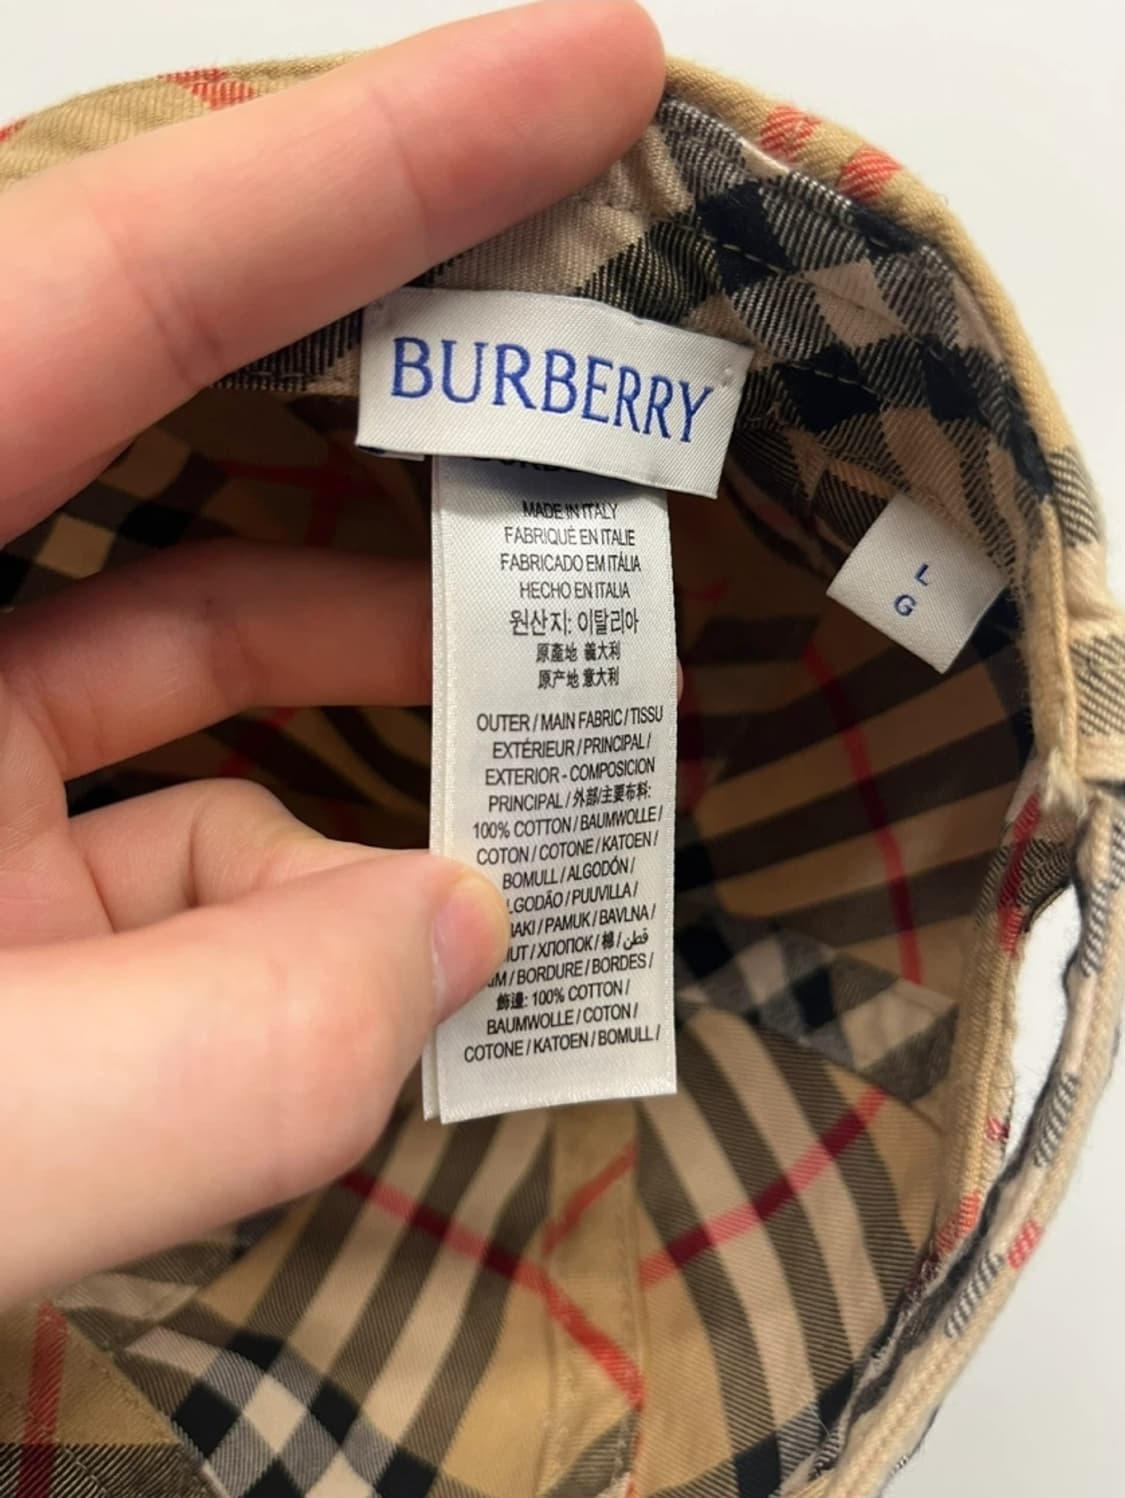 BURBERRY
MADE IN ITALY
FABRIQUÉ EN ITALIE
FABRICADO EM ITÁLIA
HECHO EN ITALIA
원산지: 이탈리아
原產地 義大利
原产地 意大利
OUTER / MAIN FABRIC / TISSU
EXTÉRIEUR / PRINCIPAL /
EXTERIOR - COMPOSICION
PRINCIPAL / 外部/主要布料:
100% COTTON / BAUMWOLLE /
COTON / COTONE / KATOEN /
BOMULL / ALGODÓN /
LGODÃO / PUUVILLA /
AKI / PAMUK / BAVLNA /
UT / ХЛОПОК / 棉 / قطن /
M / BORDURE / BORDES /
飾邊: 100% COTTON /
BAUMWOLLE / COTON /
COTONE / KATOEN / BOMULL /
L
G